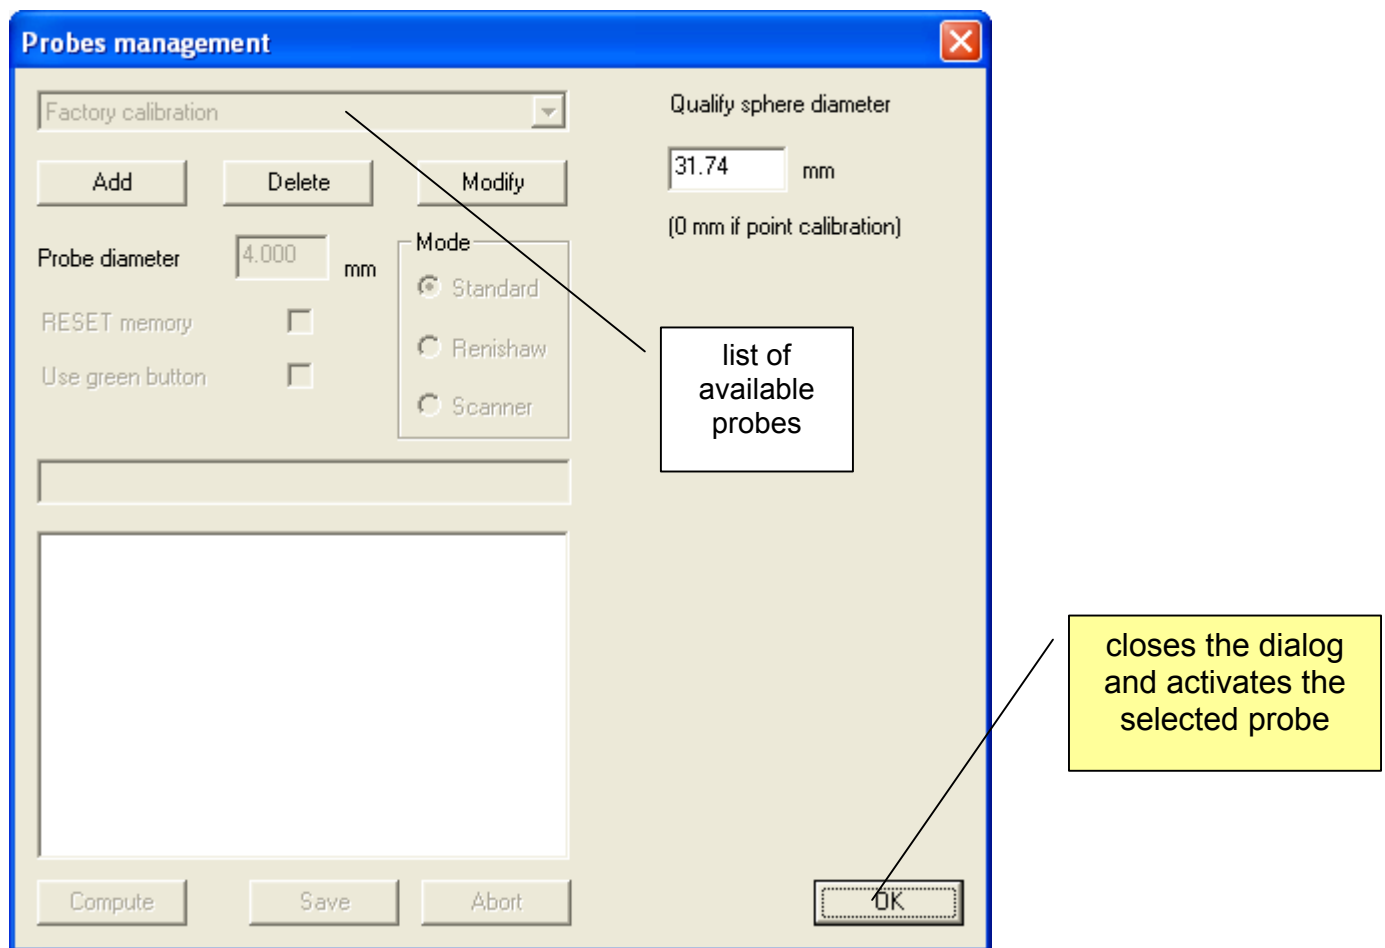 Probes management
Factory calibration
Qualify sphere diameter
Add
Delete
Modify
31.74 mm
(0 mm if point calibration)
Probe diameter
4.000 mm
Mode
Standard
RESET memory
Renishaw
Use green button
Scanner
list of
available
probes
closes the dialog
and activates the
selected probe
Compute
Save
Abort
OK